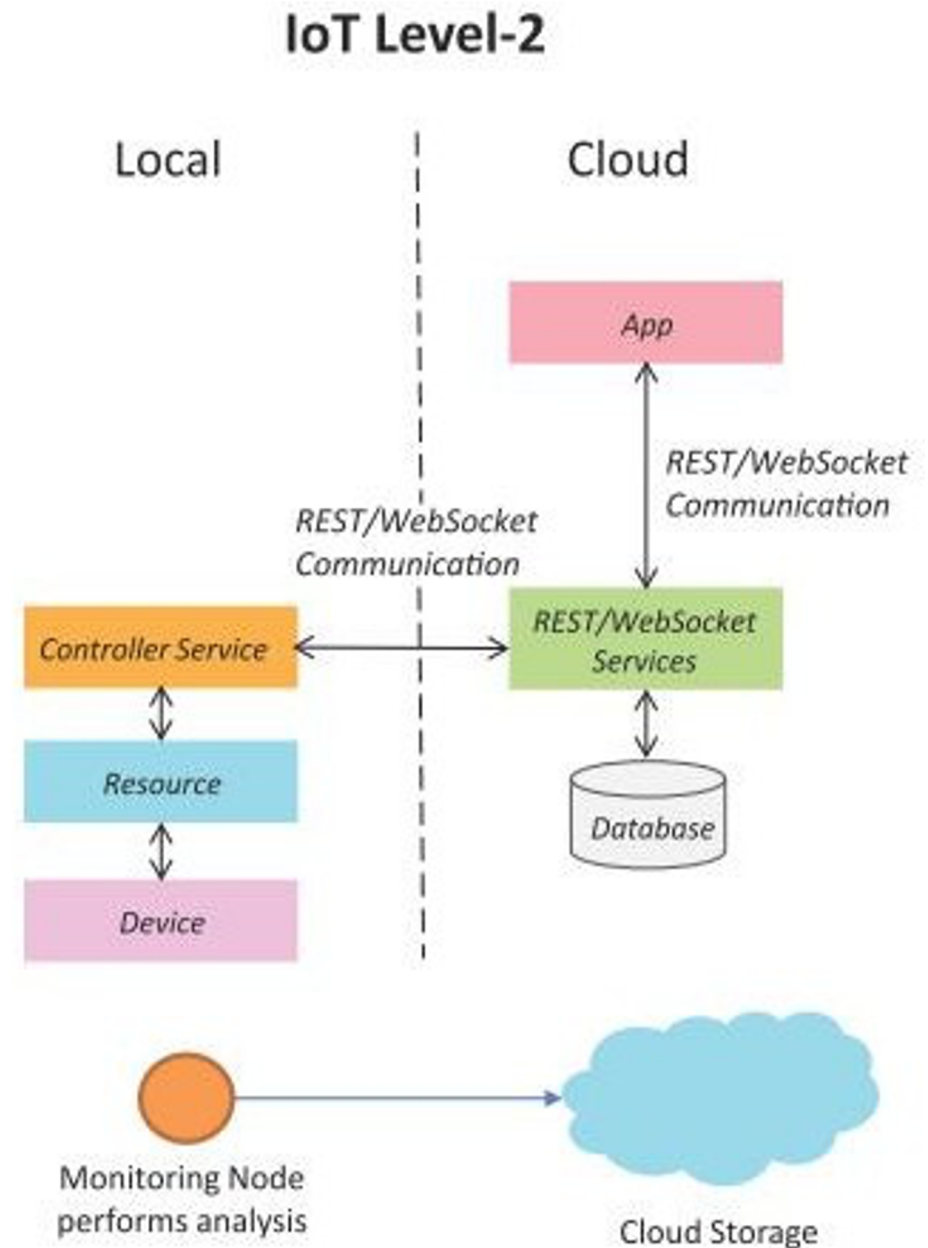 IoT Level-2
Local
Cloud
App
REST/WebSocket
Communication
REST/WebSocket
Communication
Controller Service
REST/WebSocket
Services
Resource
Database
Device
Monitoring Node
performs analysis
Cloud Storage